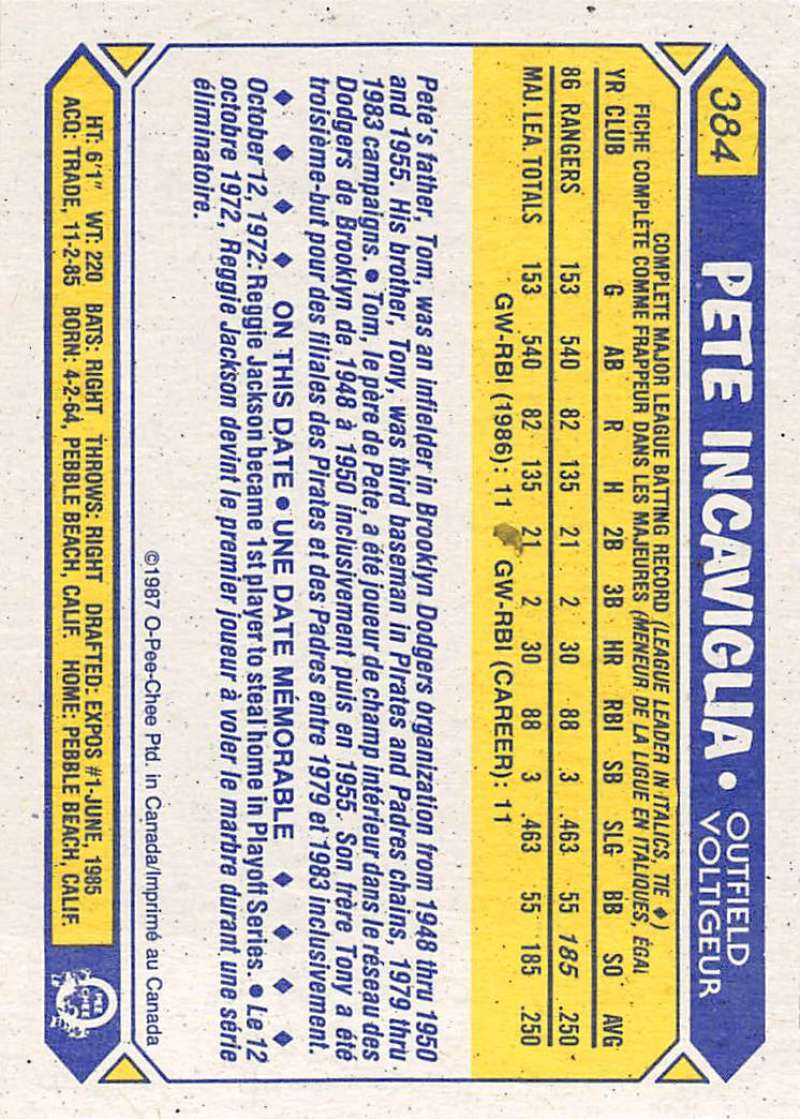 384 PETE INCAVIGLIA • OUTFIELD
VOLTIGEUR
COMPLETE MAJOR LEAGUE BATTING RECORD (LEAGUE LEADER IN ITALICS, TIE ♦)
FICHE COMPLÈTE COMME FRAPPEUR DANS LES MAJEURES (MENEUR DE LA LIGUE EN ITALIQUES, ÉGAL
YR CLUB G AB R H 2B 3B HR RBI SB SLG BB SO AVG
86 RANGERS 153 540 82 135 21 2 30 88 3 .463 55 185 .250
MAJ. LEA. TOTALS 153 540 82 135 21 2 30 88 3 .463 55 185 .250
GW-RBI (1986): 11 GW-RBI (CAREER): 11
Pete's father, Tom, was an infielder in Brooklyn Dodgers organization from 1948 thru 1950
and 1955. His brother, Tony, was third baseman in Pirates and Padres chains, 1979 thru
1983 campaigns. • Tom, le père de Pete, a été joueur de champ intérieur dans le réseau des
Dodgers de Brooklyn de 1948 à 1950 inclusivement puis en 1955. Son frère Tony a été
troisième-but pour des filiales des Pirates et des Padres entre 1979 et 1983 inclusivement.
♦ ♦ ♦ ♦ ON THIS DATE • UNE DATE MÉMORABLE ♦ ♦ ♦ ♦
October 12, 1972: Reggie Jackson became 1st player to steal home in Playoff Series. • Le 12
octobre 1972, Reggie Jackson devint le premier joueur à voler le marbre durant une série
éliminatoire.
©1987 O-Pee-Chee Ptd. in Canada/Imprimé au Canada
HT: 6'1" WT: 220 BATS: RIGHT THROWS: RIGHT DRAFTED: EXPOS #1-JUNE, 1985
ACQ: TRADE, 11-2-85 BORN: 4-2-64, PEBBLE BEACH, CALIF. HOME: PEBBLE BEACH, CALIF.
O
PEE
CHEE